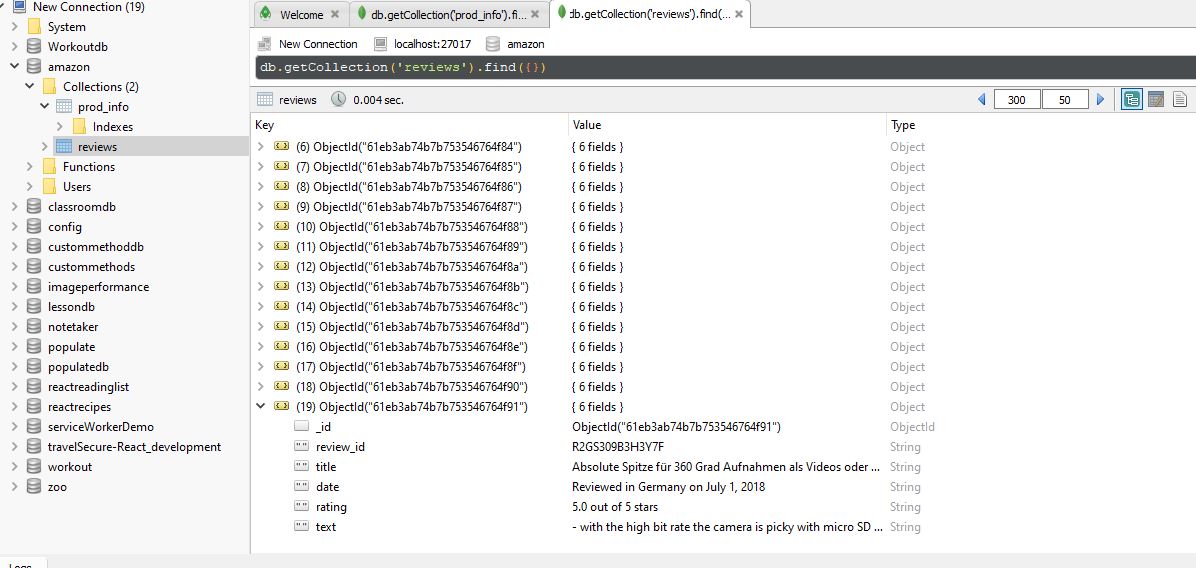 New Connection (19)
System
Workoutdb
amazon
Collections (2)
prod_info
Indexes
reviews
Functions
Users
classroomdb
config
custommethoddb
custommethods
imageperformance
lessondb
notetaker
populate
populatedb
reactreadinglist
reactrecipes
serviceWorkerDemo
travelSecure-React_development
workout
zoo
Logs
Welcome
db.getCollection('prod_info').fi...
db.getCollection('reviews').find(...
New Connection localhost:27017 amazon
db.getCollection('reviews').find({})
reviews 0.004 sec. 300 50
Key Value Type
(6) ObjectId("61eb3ab74b7b753546764f84") { 6 fields } Object
(7) ObjectId("61eb3ab74b7b753546764f85") { 6 fields } Object
(8) ObjectId("61eb3ab74b7b753546764f86") { 6 fields } Object
(9) ObjectId("61eb3ab74b7b753546764f87") { 6 fields } Object
(10) ObjectId("61eb3ab74b7b753546764f88") { 6 fields } Object
(11) ObjectId("61eb3ab74b7b753546764f89") { 6 fields } Object
(12) ObjectId("61eb3ab74b7b753546764f8a") { 6 fields } Object
(13) ObjectId("61eb3ab74b7b753546764f8b") { 6 fields } Object
(14) ObjectId("61eb3ab74b7b753546764f8c") { 6 fields } Object
(15) ObjectId("61eb3ab74b7b753546764f8d") { 6 fields } Object
(16) ObjectId("61eb3ab74b7b753546764f8e") { 6 fields } Object
(17) ObjectId("61eb3ab74b7b753546764f8f") { 6 fields } Object
(18) ObjectId("61eb3ab74b7b753546764f90") { 6 fields } Object
(19) ObjectId("61eb3ab74b7b753546764f91") { 6 fields } Object
_id ObjectId("61eb3ab74b7b753546764f91") ObjectId
review_id R2GS309B3H3Y7F String
title Absolute Spitze für 360 Grad Aufnahmen als Videos oder ... String
date Reviewed in Germany on July 1, 2018 String
rating 5.0 out of 5 stars String
text - with the high bit rate the camera is picky with micro SD ... String